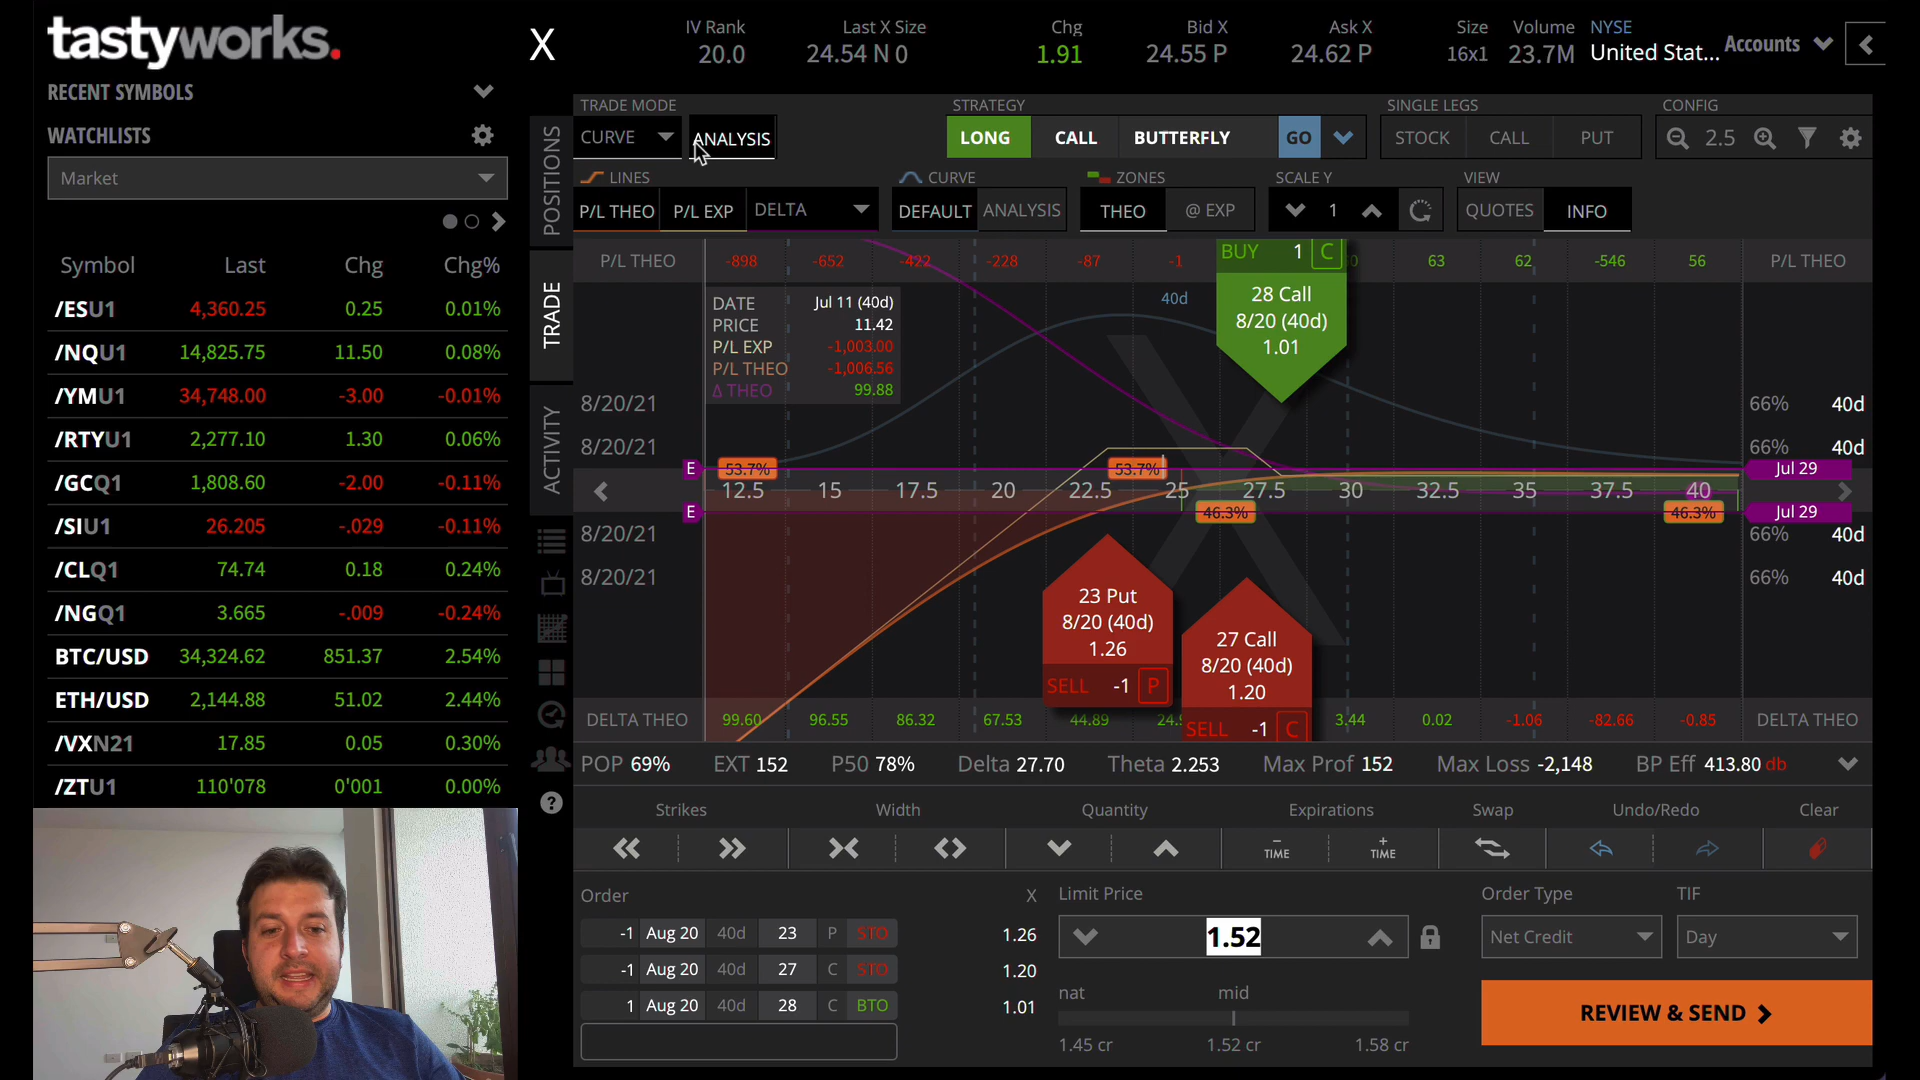 tastyworks.
RECENT SYMBOLS
WATCHLISTS
Market
Symbol Last Chg Chg%
/ESU1 4,360.25 0.25 0.01%
/NQU1 14,825.75 11.50 0.08%
/YMU1 34,748.00 -3.00 -0.01%
/RTYU1 2,277.10 1.30 0.06%
/GCQ1 1,808.60 -2.00 -0.11%
/SIU1 26.205 -.029 -0.11%
/CLQ1 74.74 0.18 0.24%
/NGQ1 3.665 -.009 -0.24%
BTC/USD 34,324.62 851.37 2.54%
ETH/USD 2,144.88 51.02 2.44%
/VXN21 17.85 0.05 0.30%
/ZTU1 110'078 0'001 0.00%
X
IV Rank Last X Size Chg Bid X Ask X Size Volume NYSE
20.0 24.54 N 0 1.91 24.55 P 24.62 P 16x1 23.7M United Stat...
Accounts
POSITIONS
TRADE
ACTIVITY
TRADE MODE STRATEGY SINGLE LEGS CONFIG
CURVE ANALYSIS LONG CALL BUTTERFLY GO STOCK CALL PUT 2.5
LINES CURVE ZONES SCALE Y VIEW
P/L THEO P/L EXP DELTA DEFAULT ANALYSIS THEO @ EXP 1 QUOTES INFO
P/L THEO -898 -652 -422 -228 -87 -1 63 62 -546 56 P/L THEO
BUY 1 C
28 Call
8/20 (40d)
1.01
DATE Jul 11 (40d)
PRICE 11.42
P/L EXP -1,003.00
P/L THEO -1,006.56
Δ THEO 99.88
40d
8/20/21 66% 40d
8/20/21 66% 40d
E 53.7% 53.7% Jul 29
12.5 15 17.5 20 22.5 25 27.5 30 32.5 35 37.5 40
E 46.3% 46.3% Jul 29
8/20/21 66% 40d
8/20/21 66% 40d
23 Put
8/20 (40d)
1.26
SELL -1 P
27 Call
8/20 (40d)
1.20
SELL -1 C
DELTA THEO 99.60 96.55 86.32 67.53 44.89 3.44 0.02 -1.06 -82.66 -0.85 DELTA THEO
POP 69% EXT 152 P50 78% Delta 27.70 Theta 2.253 Max Prof 152 Max Loss -2,148 BP Eff 413.80 db
Strikes Width Quantity Expirations Swap Undo/Redo Clear
− TIME + TIME
?
Order X
-1 Aug 20 40d 23 P STO 1.26
-1 Aug 20 40d 27 C STO 1.20
1 Aug 20 40d 28 C BTO 1.01
Limit Price
1.52
nat mid
1.45 cr 1.52 cr 1.58 cr
Order Type TIF
Net Credit Day
REVIEW & SEND